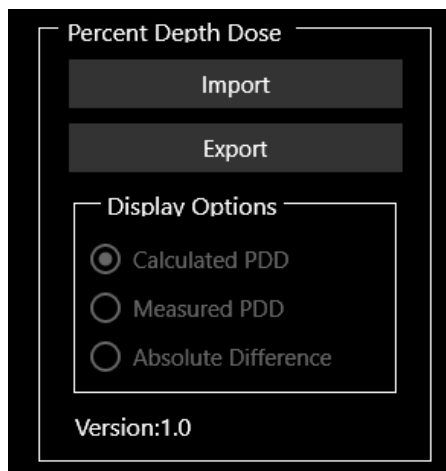 Percent Depth Dose
Import
Export
Display Options
Calculated PDD
Measured PDD
Absolute Difference
Version:1.0